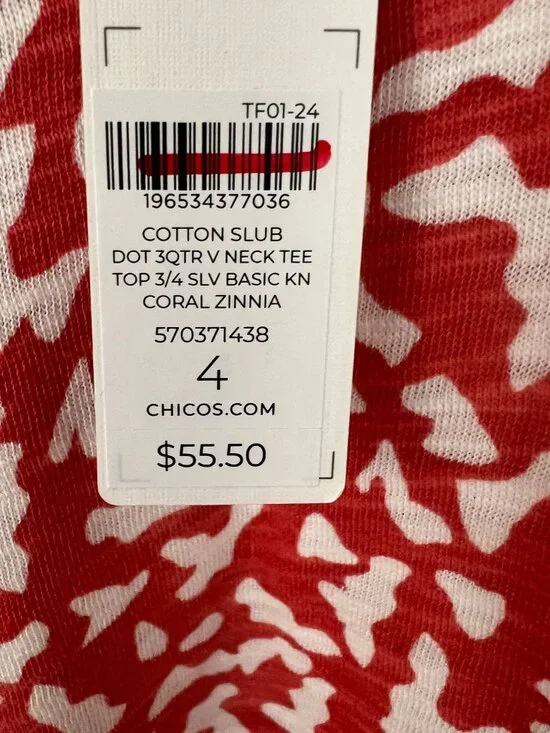 TF01-24
196534377036
COTTON SLUB
DOT 3QTR V NECK TEE
TOP 3/4 SLV BASIC KN
CORAL ZINNIA
570371438
4
CHICOS.COM
$55.50